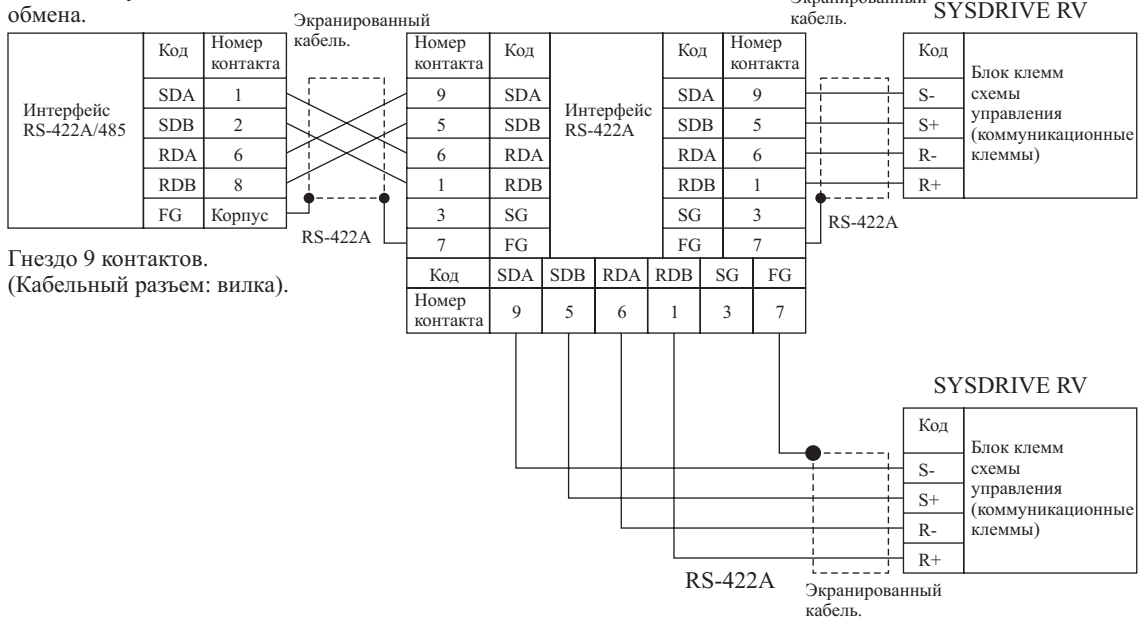 обмена.
Экранированный
кабель.
кабель.
SYSDRIVE RV
Код
Номер
контакта
SDA 1
SDB 2
RDA 6
RDB 8
FG Корпус
Интерфейс
RS-422A/485
RS-422A
Номер
контакта
Код
9 SDA
5 SDB
6 RDA
1 RDB
3 SG
7 FG
Интерфейс
RS-422A
Код
Номер
контакта
SDA 9
SDB 5
RDA 6
RDB 1
SG 3
FG 7
RS-422A
Код
S-
S+
R-
R+
Блок клемм
схемы
управления
(коммуникационные
клеммы)
Гнездо 9 контактов.
(Кабельный разъем: вилка).
Код SDA SDB RDA RDB SG FG
Номер
контакта
9 5 6 1 3 7
SYSDRIVE RV
Код
S-
S+
R-
R+
Блок клемм
схемы
управления
(коммуникационные
клеммы)
RS-422A
Экранированный
кабель.